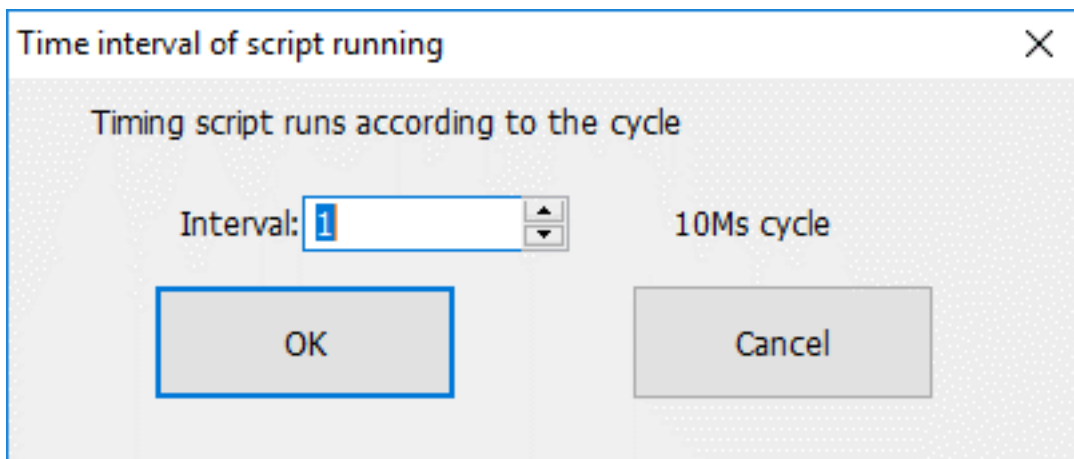 Time interval of script running
Timing script runs according to the cycle
Interval: 1 10Ms cycle
OK Cancel